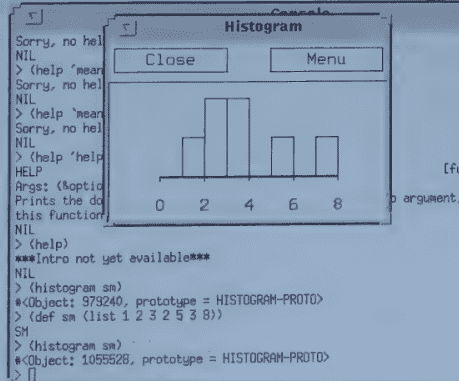 Console
Histogram
Close
Menu
0 2 4 6 8
Sorry, no hel
NIL
> (help 'mean
Sorry, no hel
NIL
> (help `mean
Sorry, no hel
NIL
> (help 'help
HELP
Args: (&optio
Prints the do
argument,
this function
NIL
> (help)
***Intro not yet available***
NIL
> (histogram sm)
#<Object: 979240, prototype = HISTOGRAM-PROTO>
> (def sm (list 1 2 3 2 5 3 8))
SM
> (histogram sm)
#<Object: 1055528, prototype = HISTOGRAM-PROTO>
>